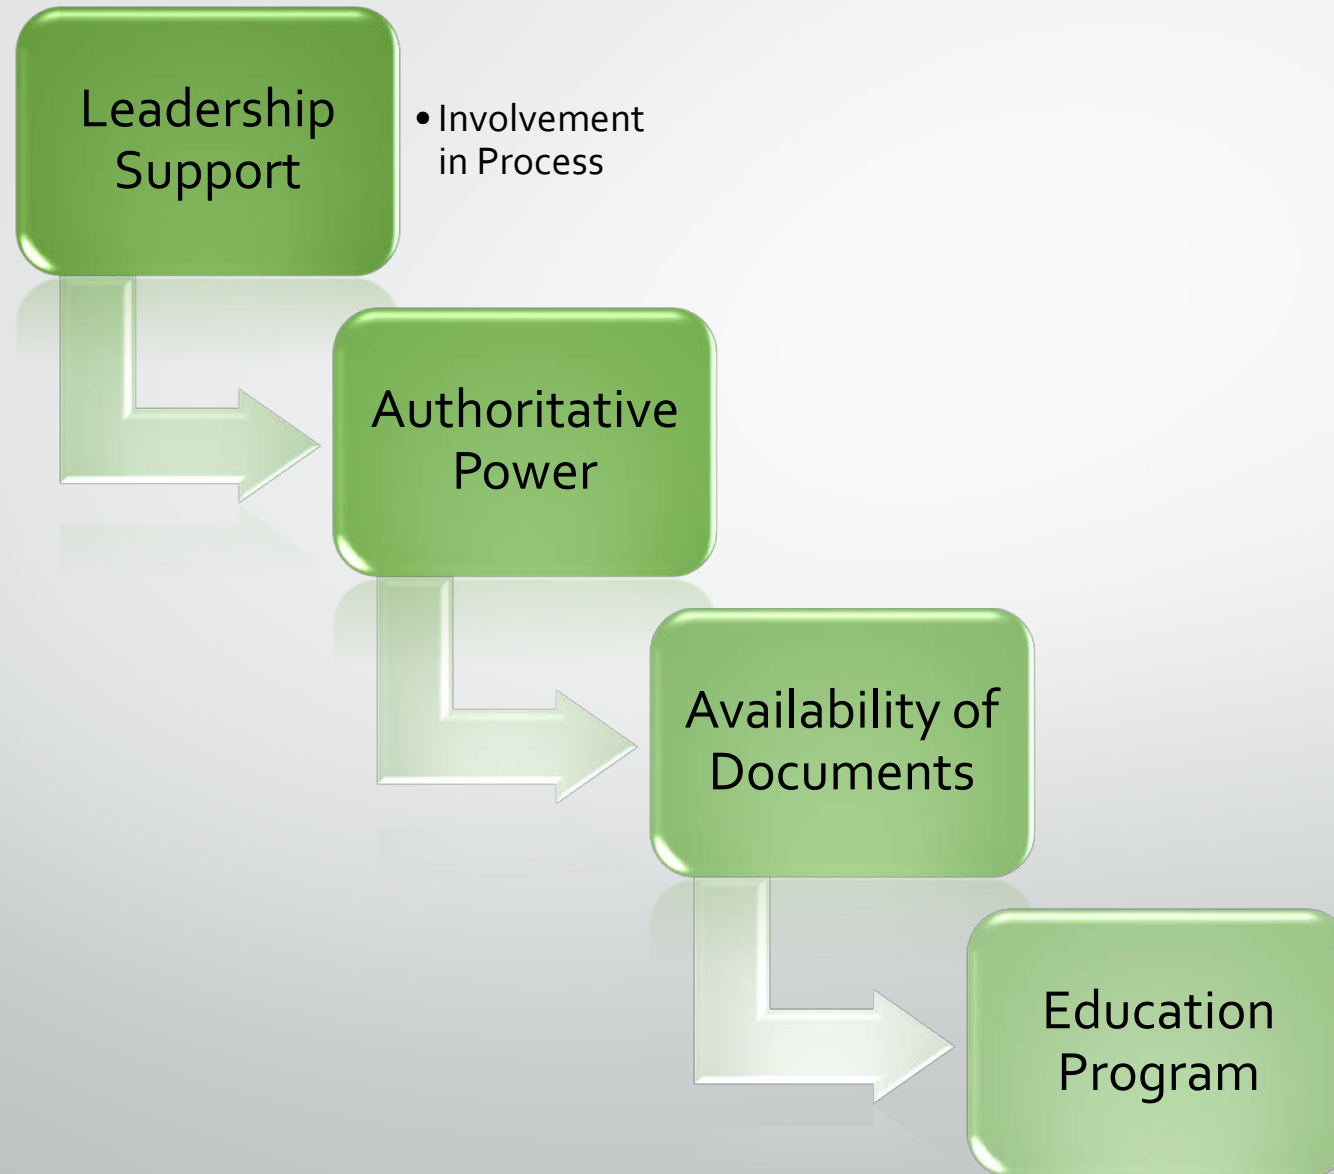 Leadership
Support
• Involvement
in Process
Authoritative
Power
Availability of
Documents
Education
Program